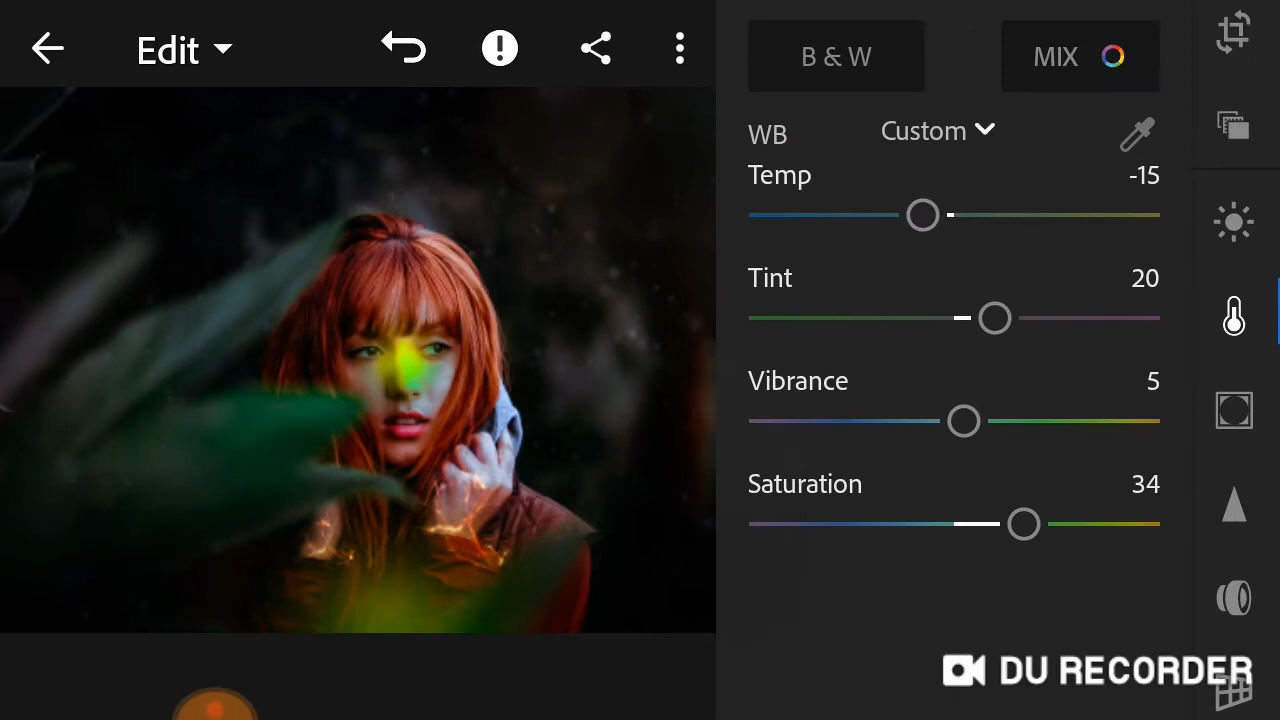 Edit
B & W
MIX
WB
Custom
Temp
-15
Tint
20
Vibrance
5
Saturation
34
DU RECORDER